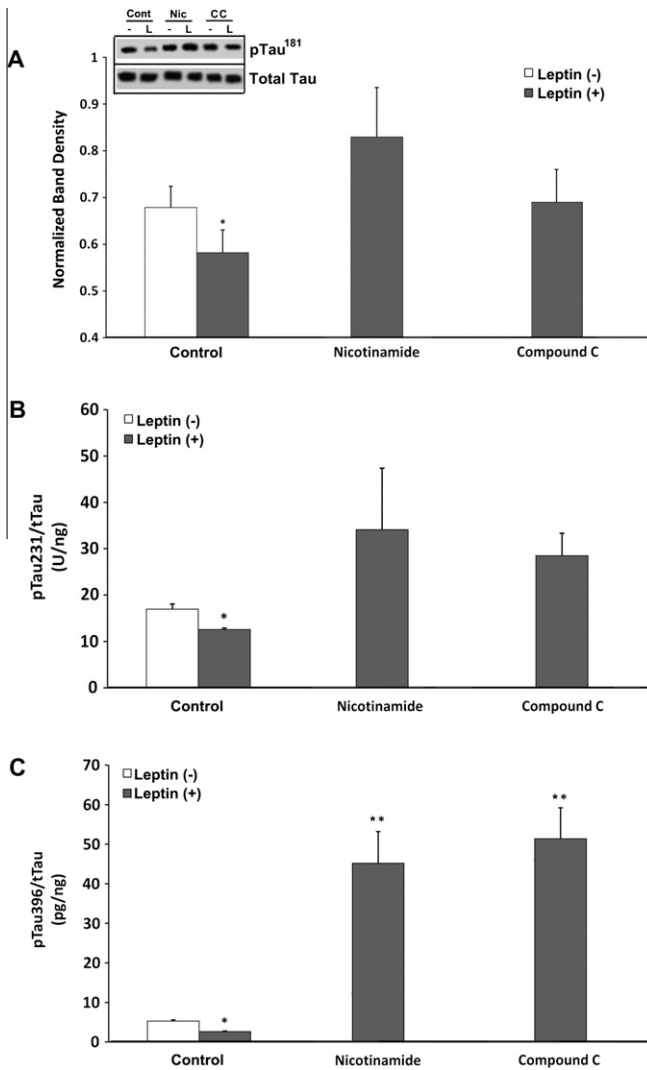 Cont Nic CC
- L - L - L
pTau181
Total Tau
A
Leptin (-)
Leptin (+)
Normalized Band Density
1
0.9
0.8
0.7
0.6
0.5
0.4
*
Control Nicotinamide Compound C
B
Leptin (-)
Leptin (+)
pTau231/tTau
(U/ng)
60
50
40
30
20
10
0
*
Control Nicotinamide Compound C
C
Leptin (-)
Leptin (+)
pTau396/tTau
(pg/ng)
70
60
50
40
30
20
10
0
*
**
**
Control Nicotinamide Compound C